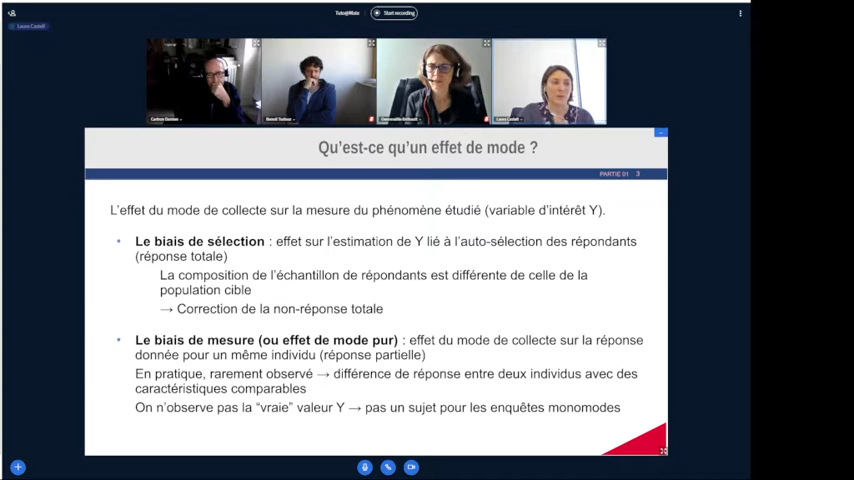 Tuto@Mate
Start recording
Laura Castell
Carlton Damien
Benoit Tudoux
Laura Castell
Qu'est-ce qu'un effet de mode ?
PARTIE 01 3
L'effet du mode de collecte sur la mesure du phénomène étudié (variable d'intérêt Y).
• Le biais de sélection : effet sur l'estimation de Y lié à l'auto-sélection des répondants
(réponse totale)
La composition de l'échantillon de répondants est différente de celle de la
population cible
→ Correction de la non-réponse totale
• Le biais de mesure (ou effet de mode pur) : effet du mode de collecte sur la réponse
donnée pour un même individu (réponse partielle)
En pratique, rarement observé → différence de réponse entre deux individus avec des
caractéristiques comparables
On n'observe pas la “vraie” valeur Y → pas un sujet pour les enquêtes monomodes